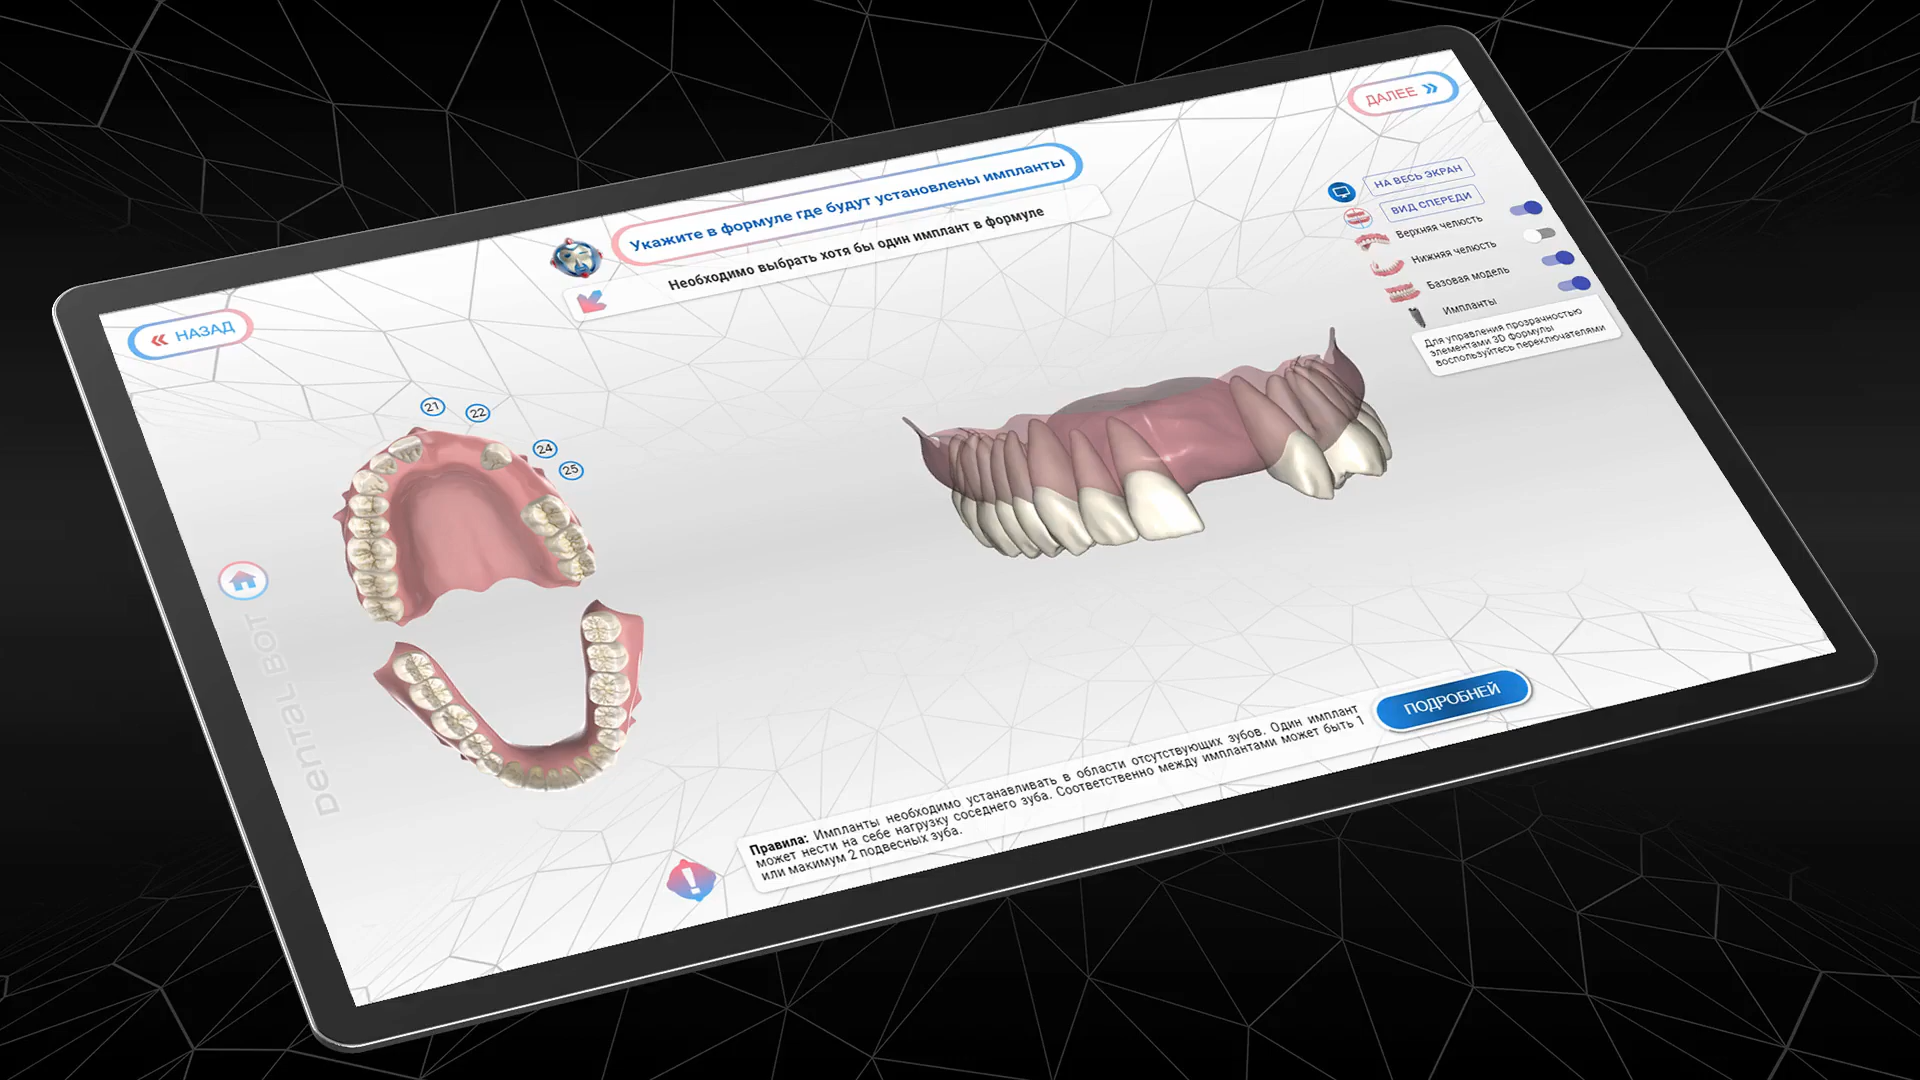 ДАЛЕЕ
Укажите в формуле где будут установлены импланты
Необходимо выбрать хотя бы один имплант в формуле
НАЗАД
НА ВЕСЬ ЭКРАН
ВИД СПЕРЕДИ
Верхняя челюсть
Нижняя челюсть
Базовая модель
Импланты
Для управления прозрачностью
элементами 3D формулы
воспользуйтесь переключателями
21
22
24
25
Dental BOT
Правила: Импланты необходимо устанавливать в области отсутствующих зубов. Один имплант
может нести на себе нагрузку соседнего зуба. Соответственно между имплантами может быть 1
или макимум 2 подвесных зуба.
ПОДРОБНЕЙ